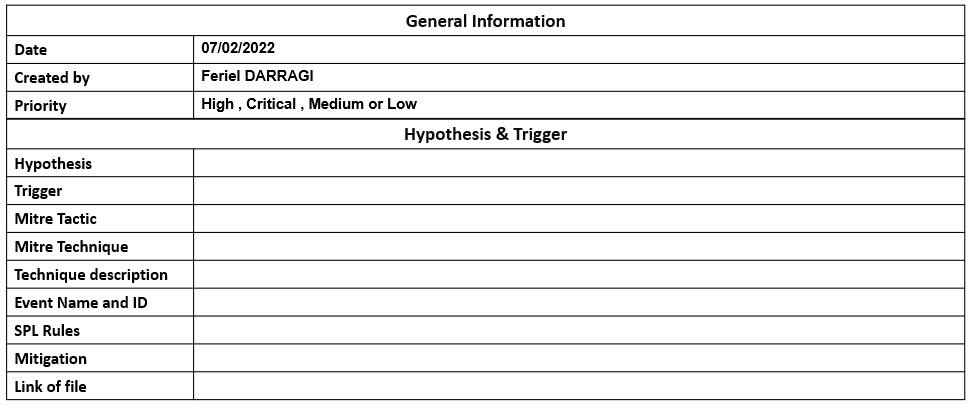 General Information
Date 07/02/2022
Created by Feriel DARRAGI
Priority High , Critical , Medium or Low
Hypothesis & Trigger
Hypothesis
Trigger
Mitre Tactic
Mitre Technique
Technique description
Event Name and ID
SPL Rules
Mitigation
Link of file